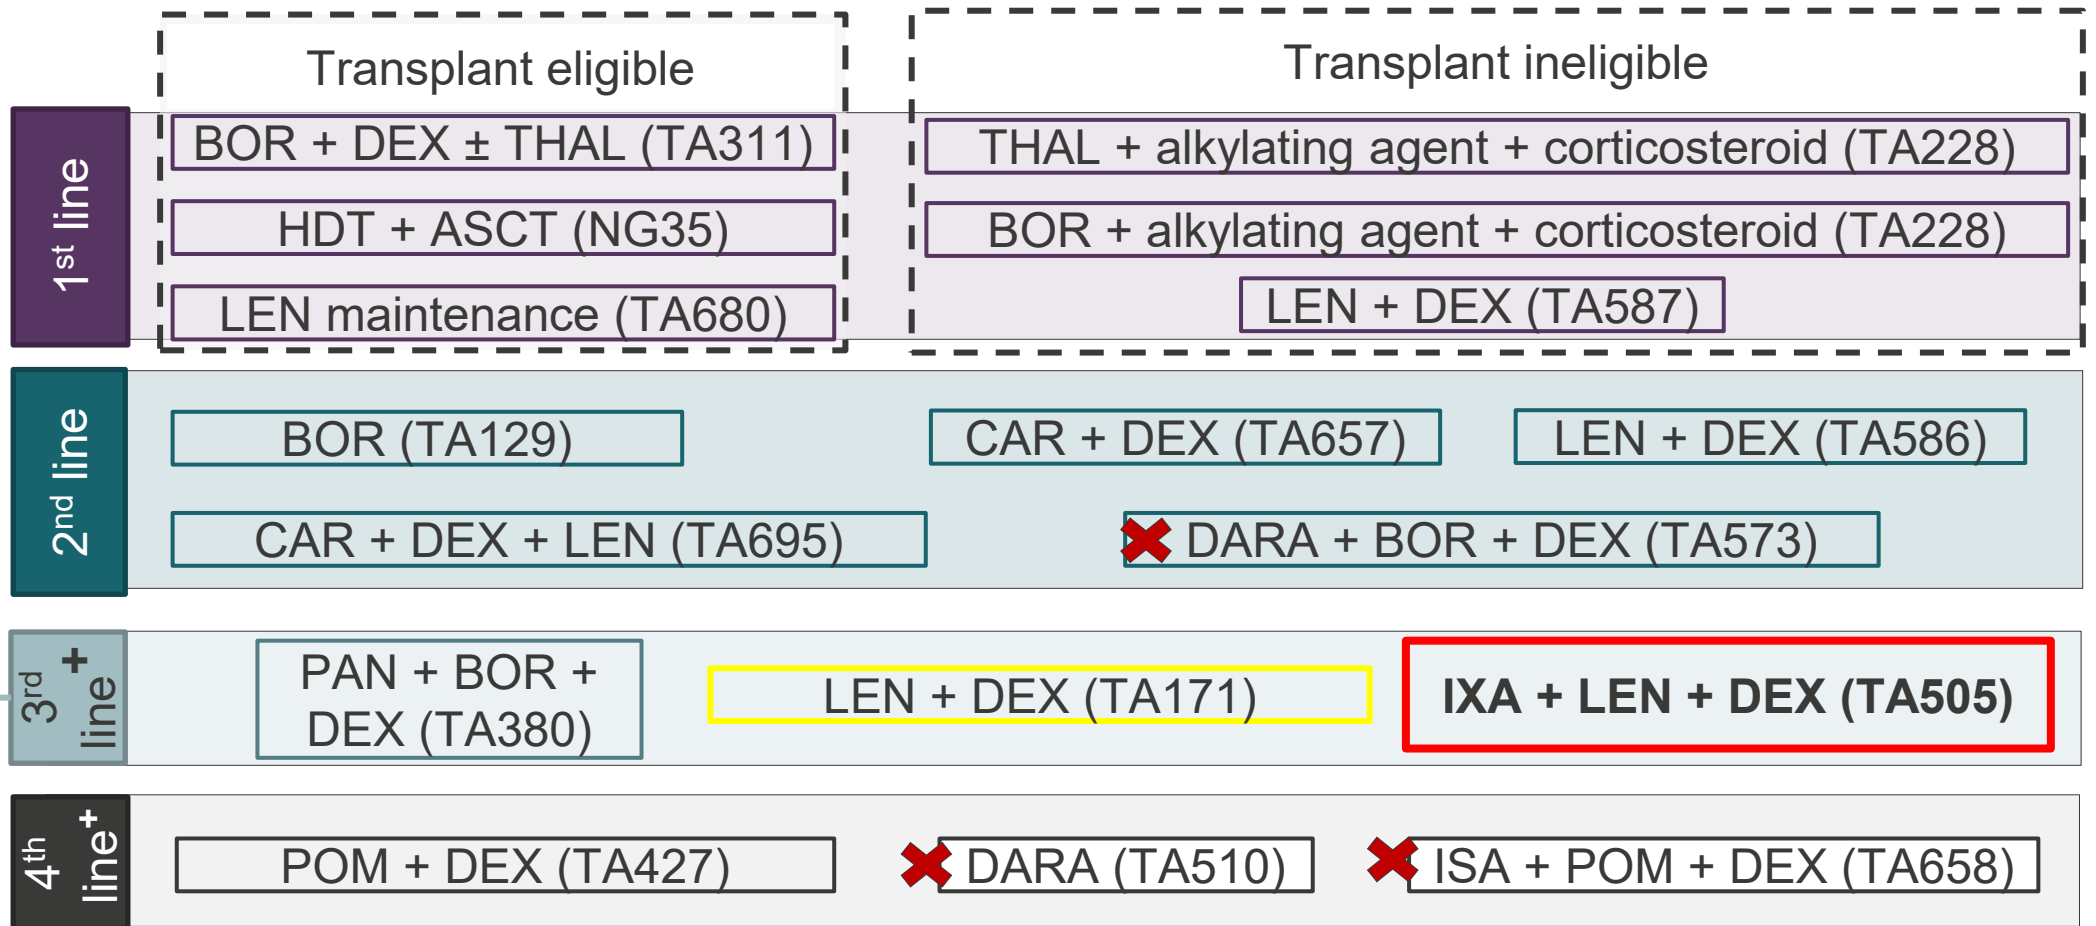 Transplant eligible
Transplant ineligible
1st line
BOR + DEX ± THAL (TA311)
THAL + alkylating agent + corticosteroid (TA228)
HDT + ASCT (NG35)
BOR + alkylating agent + corticosteroid (TA228)
LEN maintenance (TA680)
LEN + DEX (TA587)
2nd line
BOR (TA129)
CAR + DEX (TA657)
LEN + DEX (TA586)
CAR + DEX + LEN (TA695)
DARA + BOR + DEX (TA573)
3rd
line+
PAN + BOR +
DEX (TA380)
LEN + DEX (TA171)
IXA + LEN + DEX (TA505)
4th
line+
POM + DEX (TA427)
DARA (TA510)
ISA + POM + DEX (TA658)